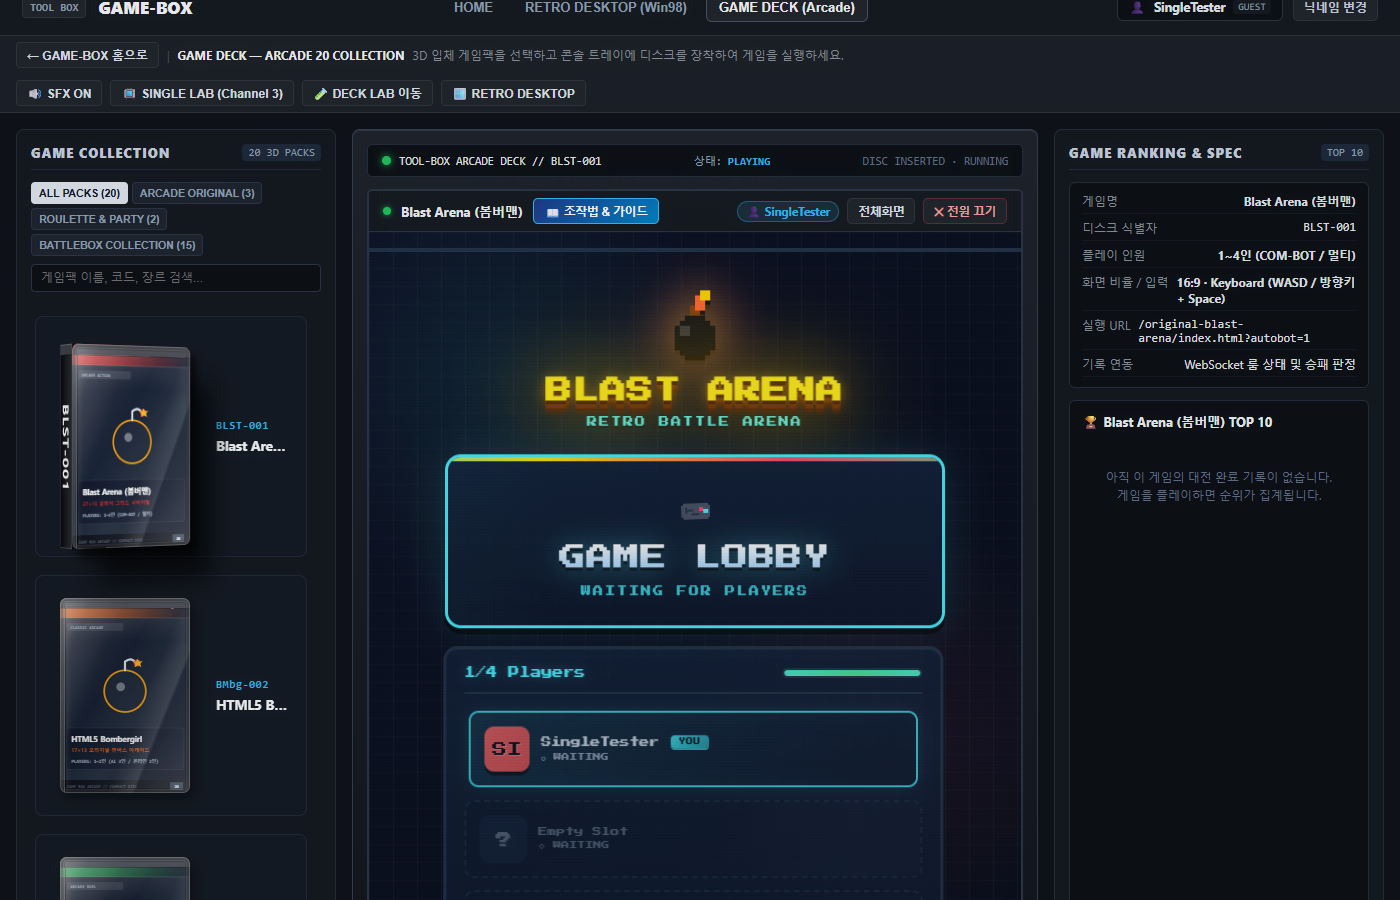 TOOL BOX
GAME-BOX
HOME
RETRO DESKTOP (Win98)
GAME DECK (Arcade)
SingleTester GUEST
닉네임 변경
← GAME-BOX 홈으로
GAME DECK — ARCADE 20 COLLECTION 3D 입체 게임팩을 선택하고 콘솔 트레이에 디스크를 장착하여 게임을 실행하세요.
SFX ON
SINGLE LAB (Channel 3)
DECK LAB 이동
RETRO DESKTOP
GAME COLLECTION
20 3D PACKS
ALL PACKS (20)
ARCADE ORIGINAL (3)
ROULETTE & PARTY (2)
BATTLEBOX COLLECTION (15)
게임팩 이름, 코드, 장르 검색...
BLST-001
ARCADE ACTION
Blast Arena (봄버맨)
BLST-001
Blast Are...
CLASSIC ARCADE
HTML5 Bombergirl
BMbg-002
HTML5 B...
TOOL-BOX ARCADE DECK // BLST-001
상태: PLAYING
DISC INSERTED · RUNNING
Blast Arena (봄버맨)
조작법 & 가이드
SingleTester
전체화면
✕ 전원 끄기
BLAST ARENA
RETRO BATTLE ARENA
GAME LOBBY
WAITING FOR PLAYERS
1/4 Players
SI
SingleTester YOU
WAITING
?
Empty Slot
WAITING
GAME RANKING & SPEC
TOP 10
게임명 Blast Arena (봄버맨)
디스크 식별자 BLST-001
플레이 인원 1~4인 (COM-BOT / 멀티)
화면 비율 / 입력 16:9 · Keyboard (WASD / 방향키
+ Space)
실행 URL /original-blast-
arena/index.html?autobot=1
기록 연동 WebSocket 룸 상태 및 승패 판정
Blast Arena (봄버맨) TOP 10
아직 이 게임의 대전 완료 기록이 없습니다.
게임을 플레이하면 순위가 집계됩니다.